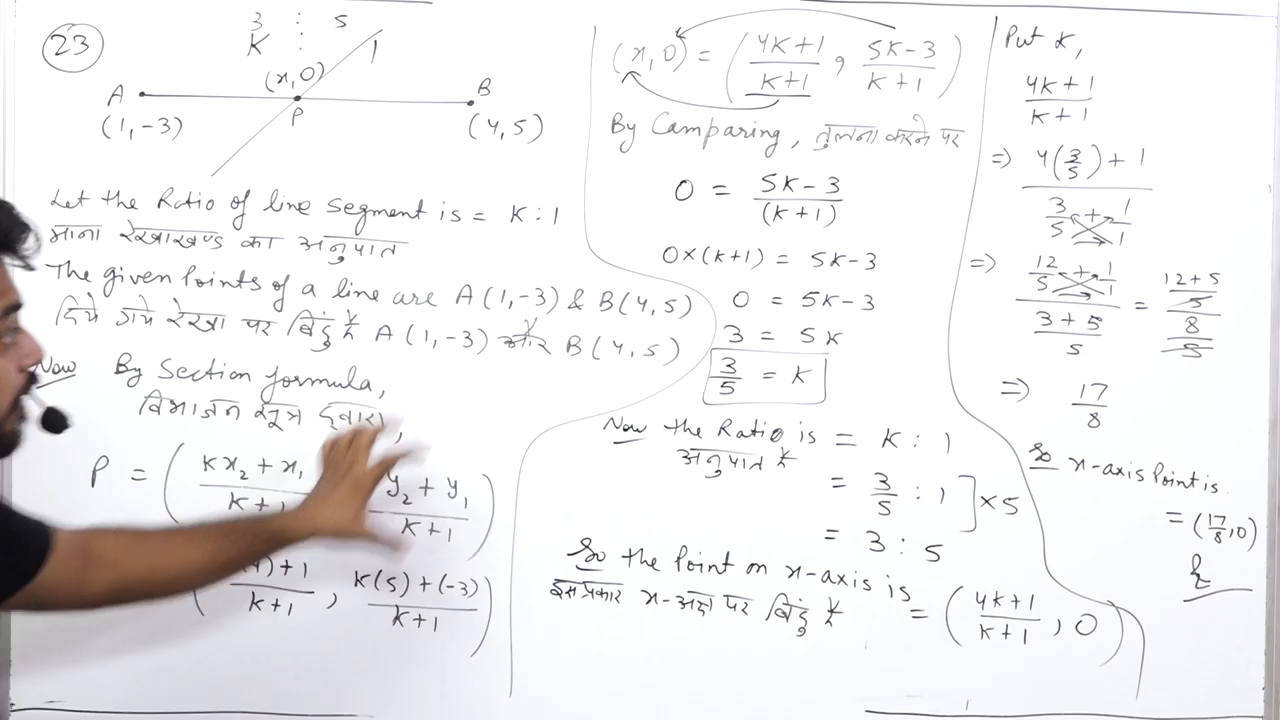 23
3 : 5
K : 1
(x, 0)
A
B
P
(1, -3)
(4, 5)
Let the Ratio of line segment is = K : 1
माना रेखाखण्ड का अनुपात
The given Points of a line are A (1, -3) & B (4, 5)
दिये गये रेखा पर बिंदु है A (1, -3) और B (4, 5)
Now By Section formula,
विभाजन सूत्र द्वारा,
P = ( (Kx₂ + x₁)/(K+1) y₂ + y₁/(K+1) )
( ) + 1/(K+1) , (K(5) + (-3))/(K+1) )
(x, 0) = ( (4K+1)/(K+1) , (5K-3)/(K+1) )
By Camparing, तुलना करने पर
0 = (5K-3)/(K+1)
0×(K+1) = 5K-3
0 = 5K-3
3 = 5K
3/5 = K
Now the Ratio is = K : 1
अनुपात है
= 3/5 : 1 ] ×5
= 3 : 5
So the Point on x-axis is
इस प्रकार x-अक्ष पर बिंदु है = ( (4K+1)/(K+1) , 0 )
Put K,
(4K+1)/(K+1)
=> (4(3/5) + 1)/(3/5 + 1/1)
=> (12/5 + 1/1)/((3+5)/5) = ((12+5)/5)/(8/5)
=> 17/8
So x-axis Point is
= (17/8, 0)